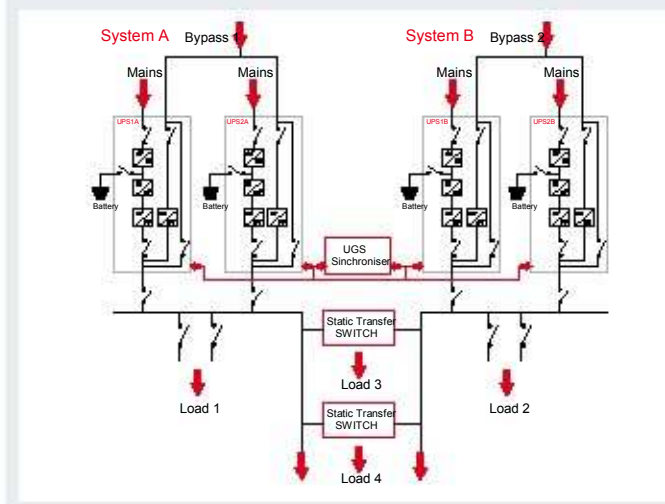 System A
Bypass 1
System B
Bypass 2
Mains
Mains
Mains
Mains
UPS1A
UPS2A
UPS1B
UPS2B
Battery
Battery
Battery
Battery
UGS
Sinchroniser
Static Transfer
SWITCH
Load 3
Load 1
Load 2
Static Transfer
SWITCH
Load 4